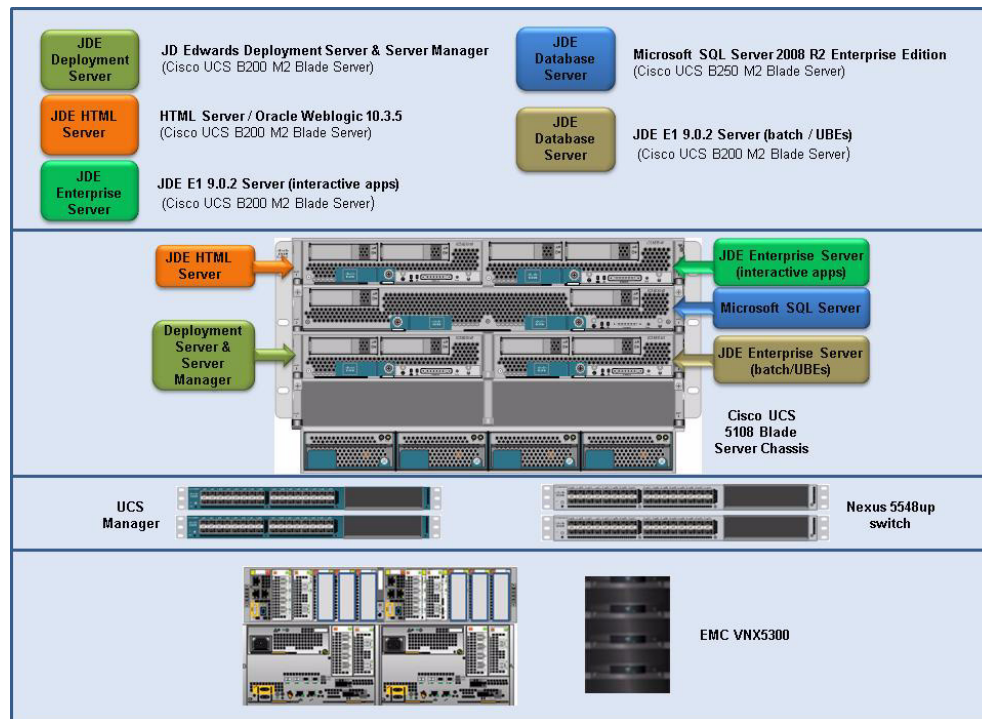 JDE
Deployment
Server
JD Edwards Deployment Server & Server Manager
(Cisco UCS B200 M2 Blade Server)
JDE HTML
Server
HTML Server / Oracle Weblogic 10.3.5
(Cisco UCS B200 M2 Blade Server)
JDE
Enterprise
Server
JDE E1 9.0.2 Server (interactive apps)
(Cisco UCS B200 M2 Blade Server)
JDE
Database
Server
Microsoft SQL Server 2008 R2 Enterprise Edition
(Cisco UCS B250 M2 Blade Server)
JDE
Database
Server
JDE E1 9.0.2 Server (batch / UBEs)
(Cisco UCS B200 M2 Blade Server)
JDE HTML
Server
Deployment
Server &
Server
Manager
JDE Enterprise Server
(interactive apps)
Microsoft SQL Server
JDE Enterprise Server
(batch/UBEs)
Cisco UCS
5108 Blade
Server Chassis
UCS
Manager
Nexus 5548up
switch
EMC VNX5300